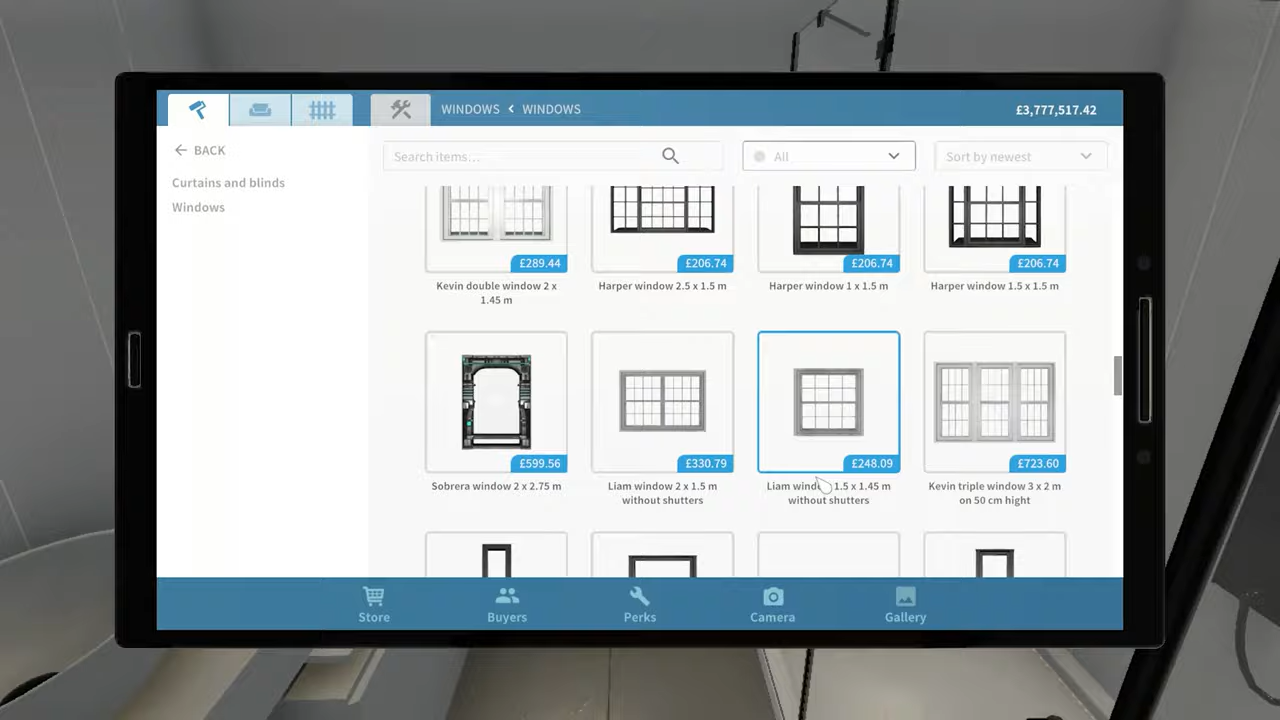 WINDOWS < WINDOWS
£3,777,517.42
BACK
Search items...
All
Sort by newest
Curtains and blinds
Windows
£289.44
£206.74
£206.74
£206.74
Kevin double window 2 x
1.45 m
Harper window 2.5 x 1.5 m
Harper window 1 x 1.5 m
Harper window 1.5 x 1.5 m
£599.56
£330.79
£248.09
£723.60
Sobrera window 2 x 2.75 m
Liam window 2 x 1.5 m
without shutters
Liam window 1.5 x 1.45 m
without shutters
Kevin triple window 3 x 2 m
on 50 cm hight
Store
Buyers
Perks
Camera
Gallery